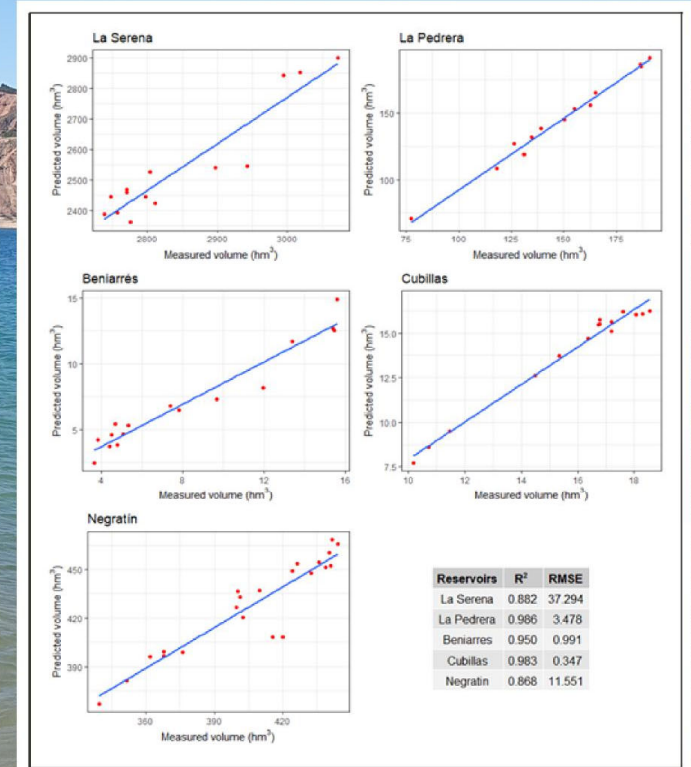 La Serena
Predicted volume (hm³)
2900
2800
2700
2600
2500
2400
2800
2900
3000
Measured volume (hm³)
La Pedrera
Predicted volume (hm³)
150
100
75
100
125
150
175
Measured volume (hm³)
Beniarrés
Predicted volume (hm³)
15
10
5
4
8
12
16
Measured volume (hm³)
Cubillas
Predicted volume (hm³)
15.0
12.5
10.0
7.5
10
12
14
16
18
Measured volume (hm³)
Negratín
Predicted volume (hm³)
450
420
390
360
390
420
Measured volume (hm³)
Reservoirs R² RMSE
La Serena 0.882 37.294
La Pedrera 0.986 3.478
Beniarres 0.950 0.991
Cubillas 0.983 0.347
Negratin 0.868 11.551